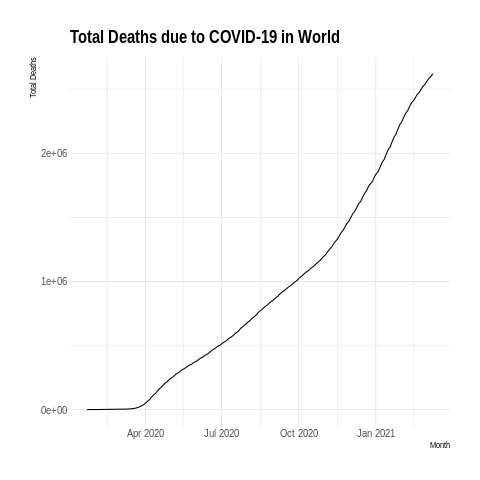 Total Deaths due to COVID-19 in World
Total Deaths
2e+06
1e+06
0e+00
Apr 2020
Jul 2020
Oct 2020
Jan 2021
Month